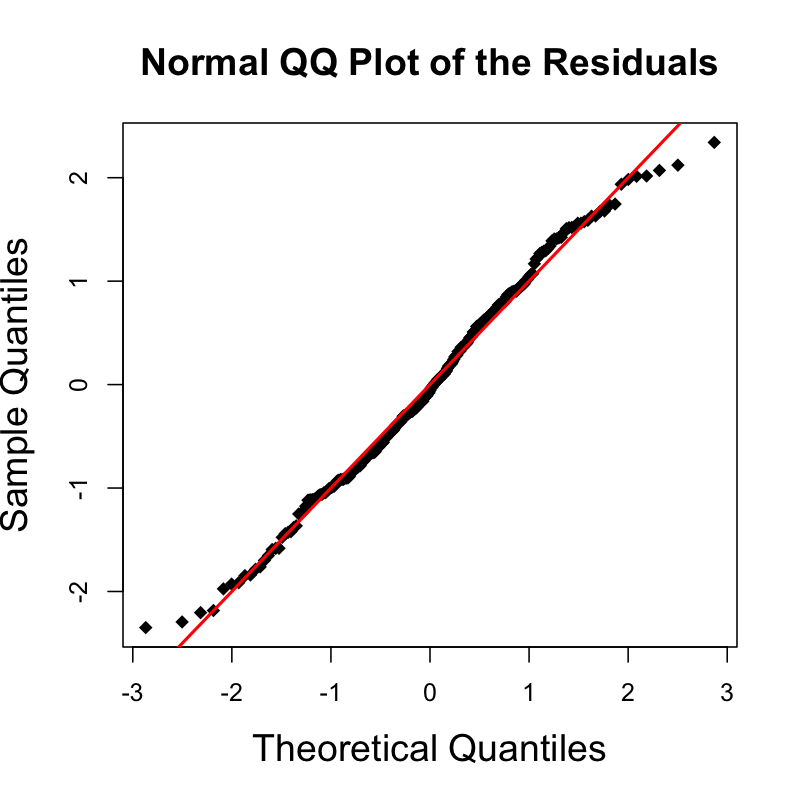 Normal QQ Plot of the Residuals
Sample Quantiles
2
1
0
-1
-2
-3 -2 -1 0 1 2 3
Theoretical Quantiles